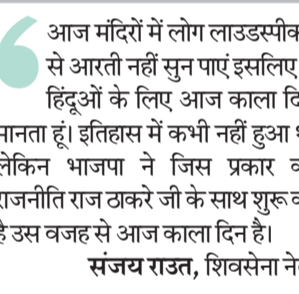 आज मंदिरों में लोग
से आरती नहीं सुन पाएं इसलिए
हिंदूओं के लिए आज काला
मानता हूं। इतिहास में कभी नहीं हुआ
लेकिन भाजपा ने जिस प्रकार
राजनीति राज ठाकरे जी के साथ शुरू
है उस वजह से आज काला दिन है।
संजय राउत, शिवसेना